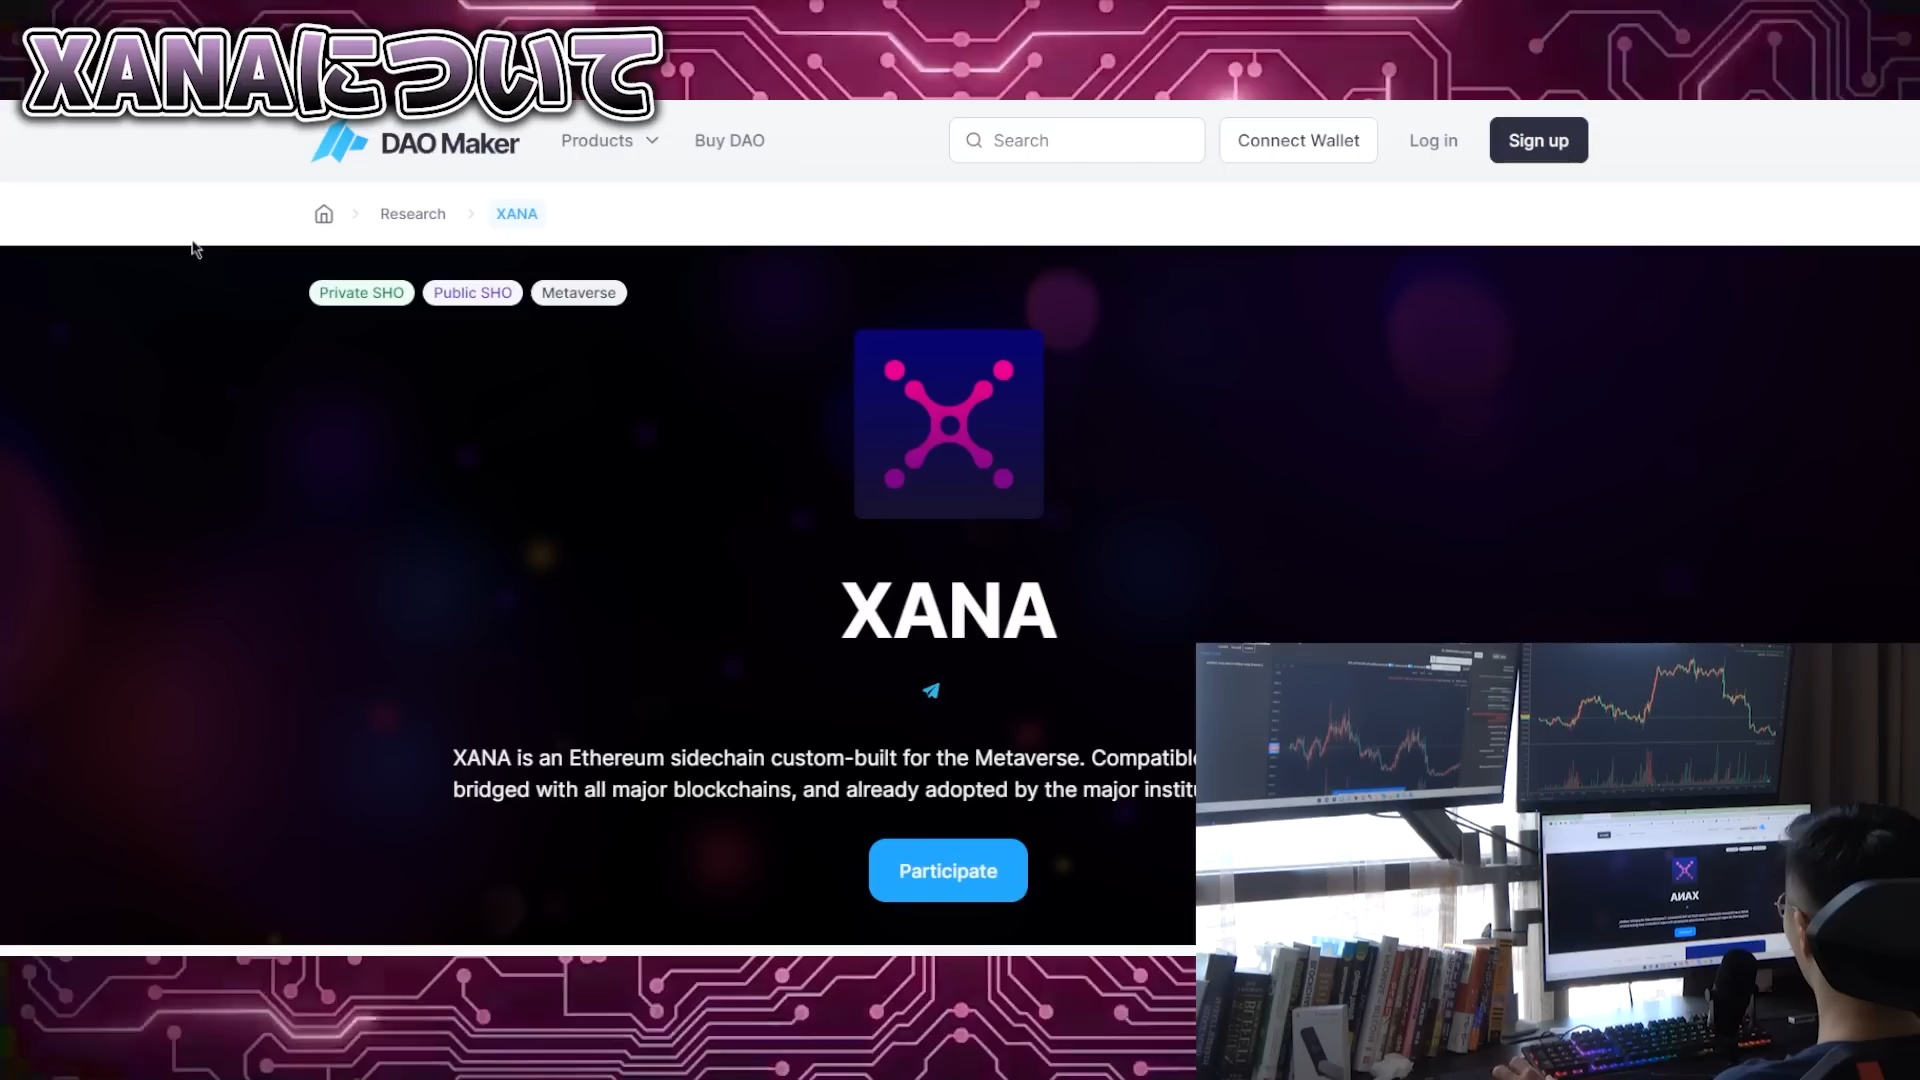 XANAについて
DAO Maker
Products
Buy DAO
Search
Connect Wallet
Log in
Sign up
Research
XANA
Private SHO
Public SHO
Metaverse
XANA
XANA is an Ethereum sidechain custom-built for the Metaverse. Compatible
bridged with all major blockchains, and already adopted by the major
Participate